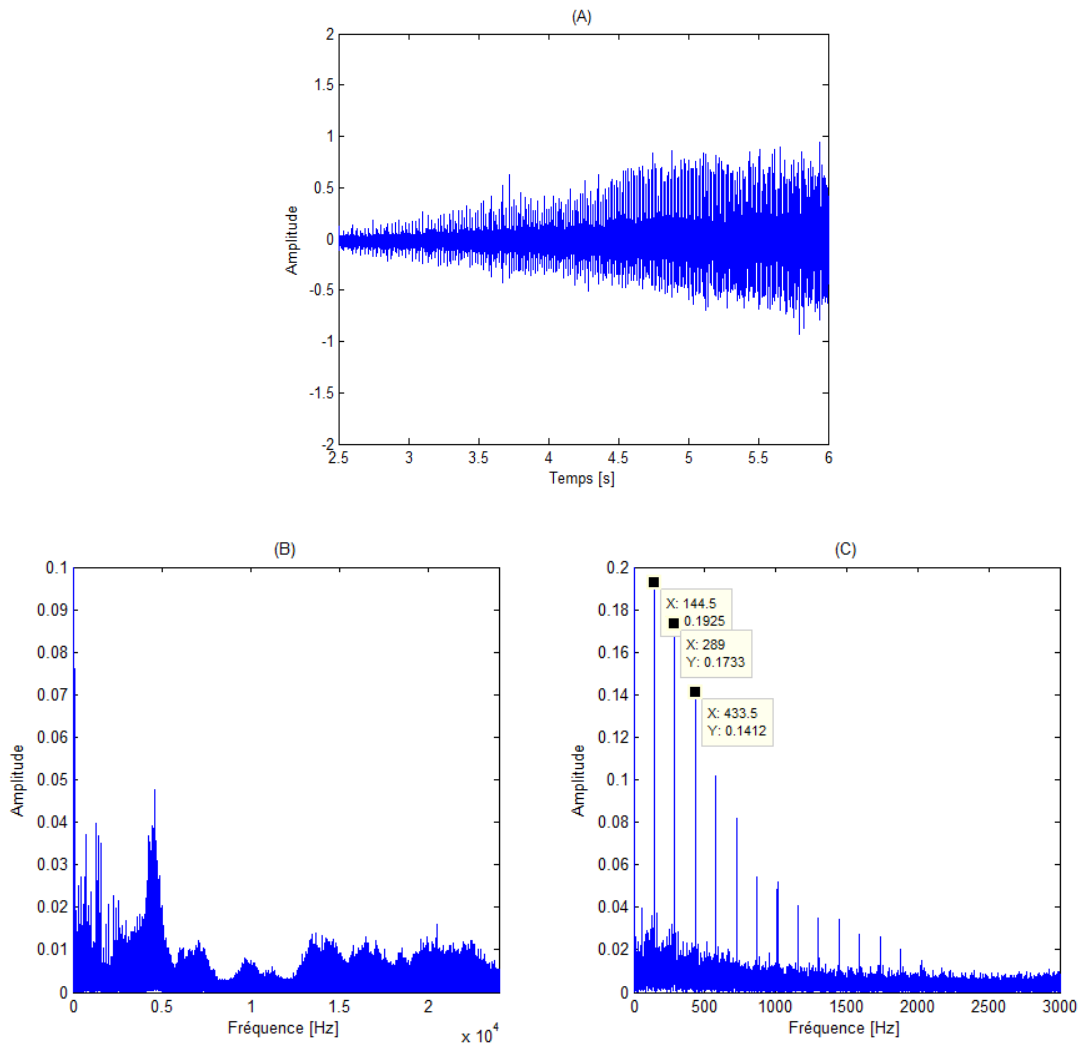 (A)
2
1.5
1
0.5
0
-0.5
-1
-1.5
-2
Amplitude
2.5 3 3.5 4 4.5 5 5.5 6
Temps [s]
(B)
0.1
0.09
0.08
0.07
0.06
0.05
0.04
0.03
0.02
0.01
0
Amplitude
0 0.5 1 1.5 2
Fréquence [Hz]
x 10^4
(C)
0.2
0.18
0.16
0.14
0.12
0.1
0.08
0.06
0.04
0.02
0
Amplitude
X: 144.5
0.1925
X: 289
Y: 0.1733
X: 433.5
Y: 0.1412
0 500 1000 1500 2000 2500 3000
Fréquence [Hz]